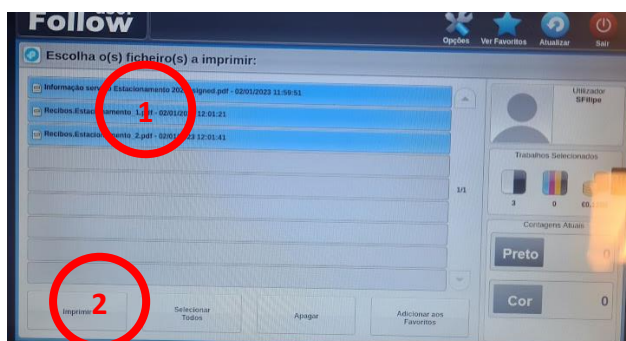 Follow
Opções
Ver Favoritos
Atualizar
Sair
Escolha o(s) ficheiro(s) a imprimir:
Informação Estacionamento signed.pdf - 02/01/2023 11:59:51
Recibos.Estacionamento_1.pdf - 02/01/2023 12:01:21
Recibos.Estacionamento_2.pdf - 02/01/2023 12:01:41
1
Utilizador
SFilipe
Trabalhos Selecionados
1/1
3
0
Contagens Atuais
Preto
0
Cor
0
Imprimir
2
Selecionar
Todos
Apagar
Adicionar aos
Favoritos